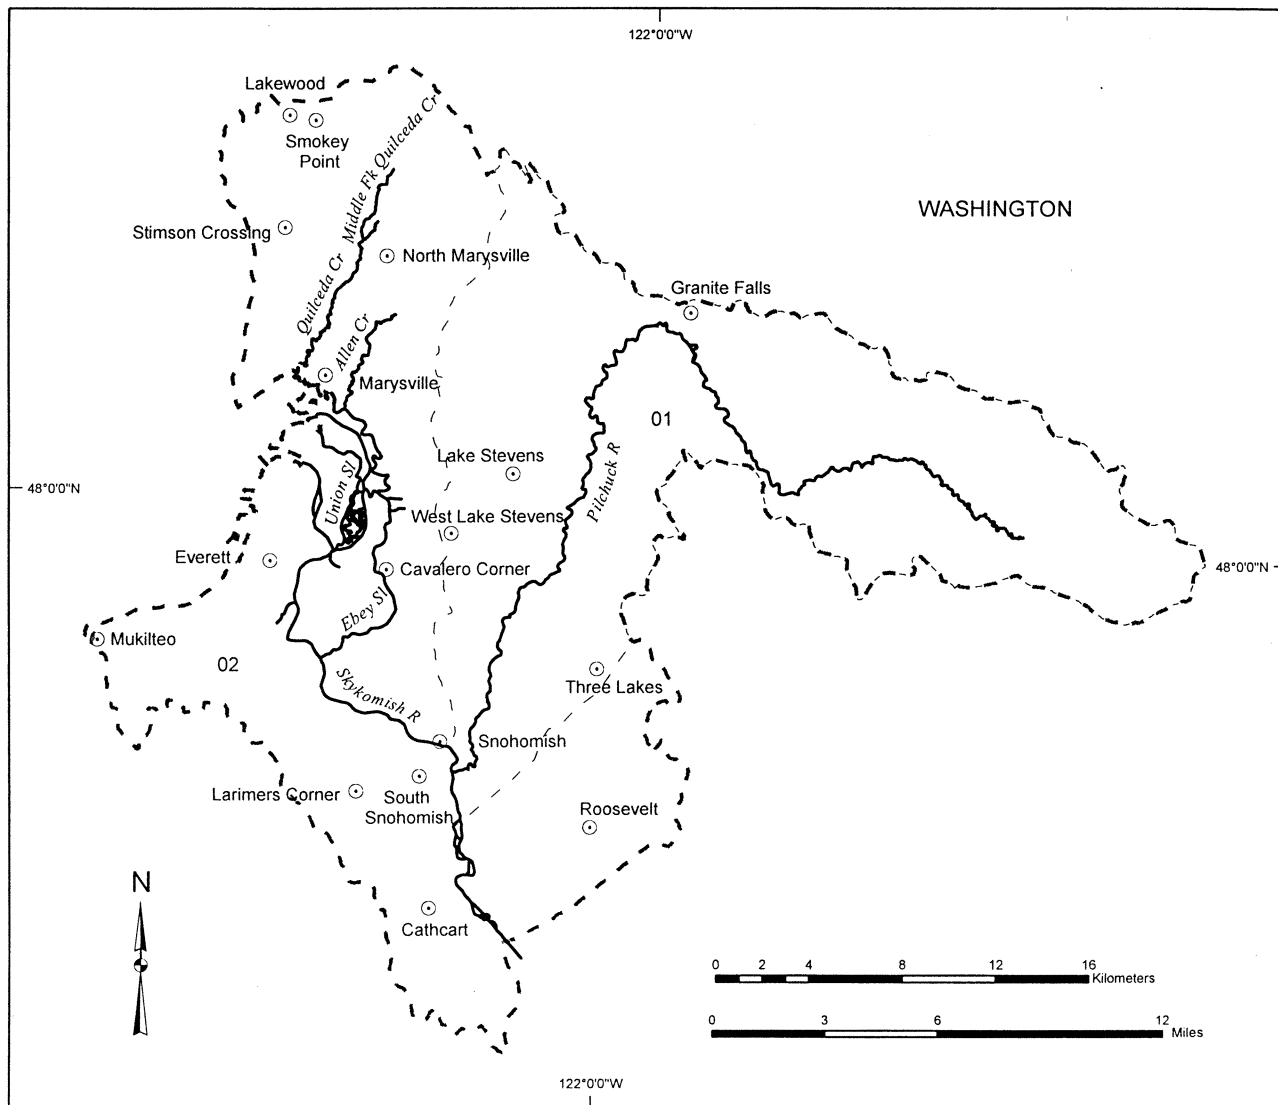 122°0'0"W
Lakewood
Smokey
Point
Middle Fk Quilceda Cr
WASHINGTON
Stimson Crossing
North Marysville
Quilceda Cr
Granite Falls
Allen Cr
Marysville
01
Lake Stevens
Pilchuck R
48°0'0"N
Union Sl
West Lake Stevens
Everett
Cavalero Corner
48°0'0"N
Ebey Sl
Mukilteo
02
Three Lakes
Skykomish R
Snohomish
Larimers Corner
South
Snohomish
Roosevelt
N
Cathcart
0 2 4 8 12 16
Kilometers
0 3 6 12
Miles
122°0'0"W